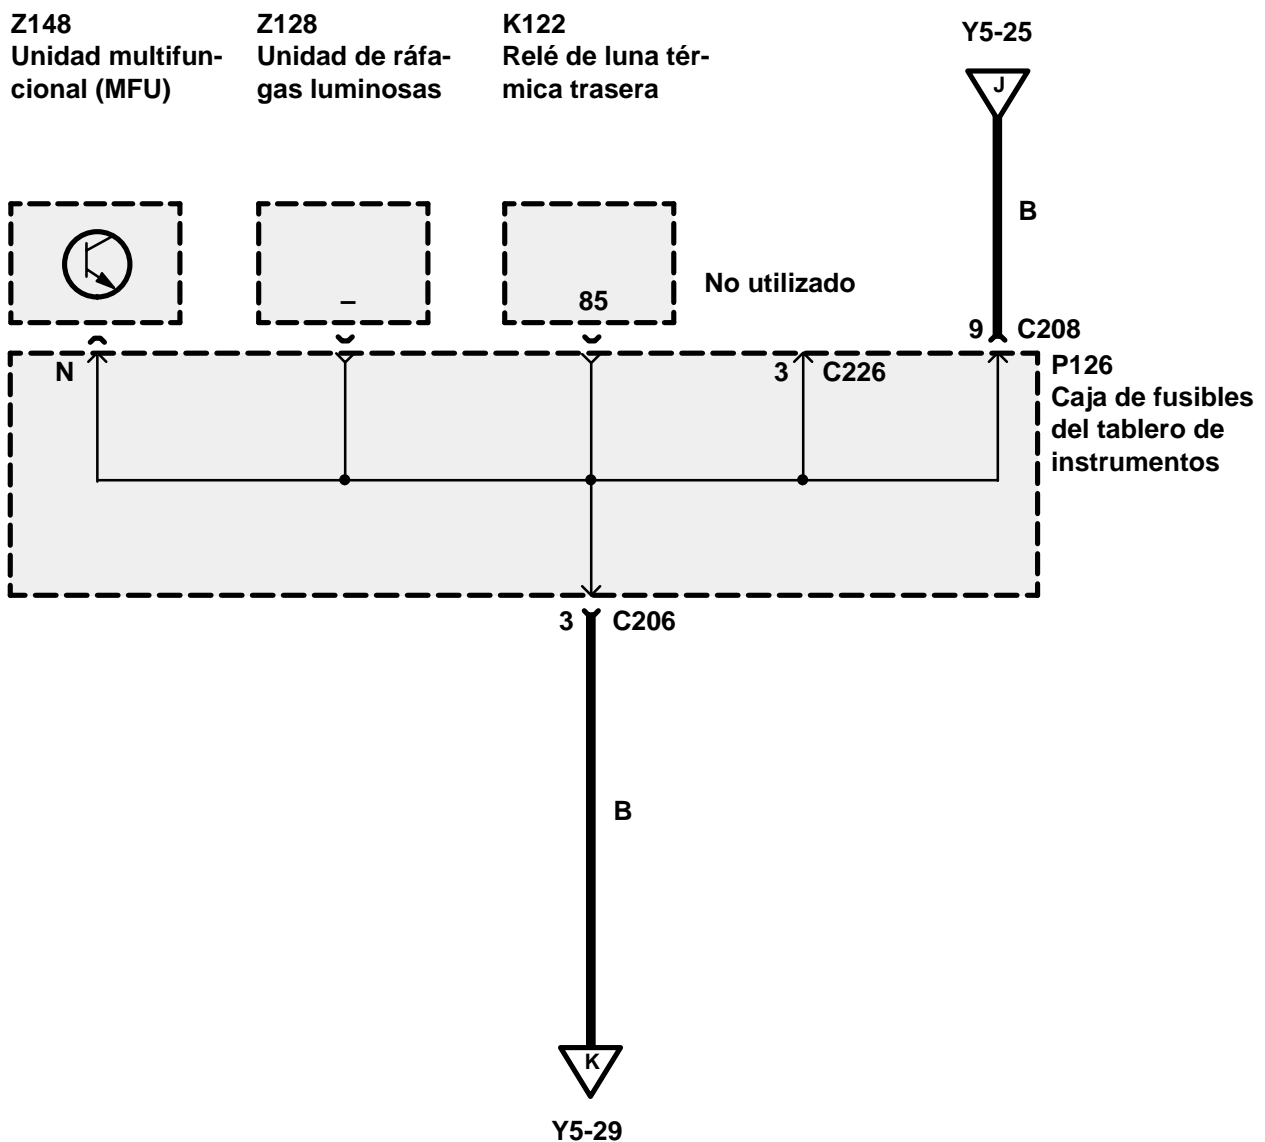 Z148
Unidad multifun-
cional (MFU)
Z128
Unidad de ráfa-
gas luminosas
K122
Relé de luna tér-
mica trasera
Y5-25
J
B
–
85
No utilizado
9 C208
N
3 C226
P126
Caja de fusibles
del tablero de
instrumentos
3 C206
B
K
Y5-29